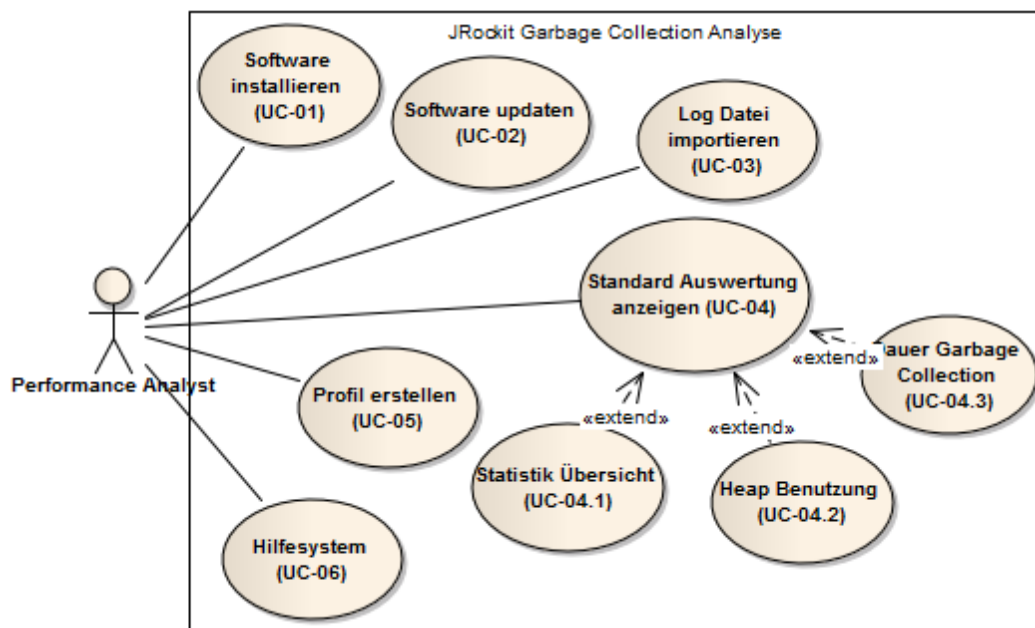 JRockit Garbage Collection Analyse
Software
installieren
(UC-01)
Software updaten
(UC-02)
Log Datei
importieren
(UC-03)
Standard Auswertung
anzeigen (UC-04)
Performance Analyst
Profil erstellen
(UC-05)
«extend»
Dauer Garbage
Collection
(UC-04.3)
«extend»
«extend»
Statistik Übersicht
(UC-04.1)
Heap Benutzung
(UC-04.2)
Hilfesystem
(UC-06)